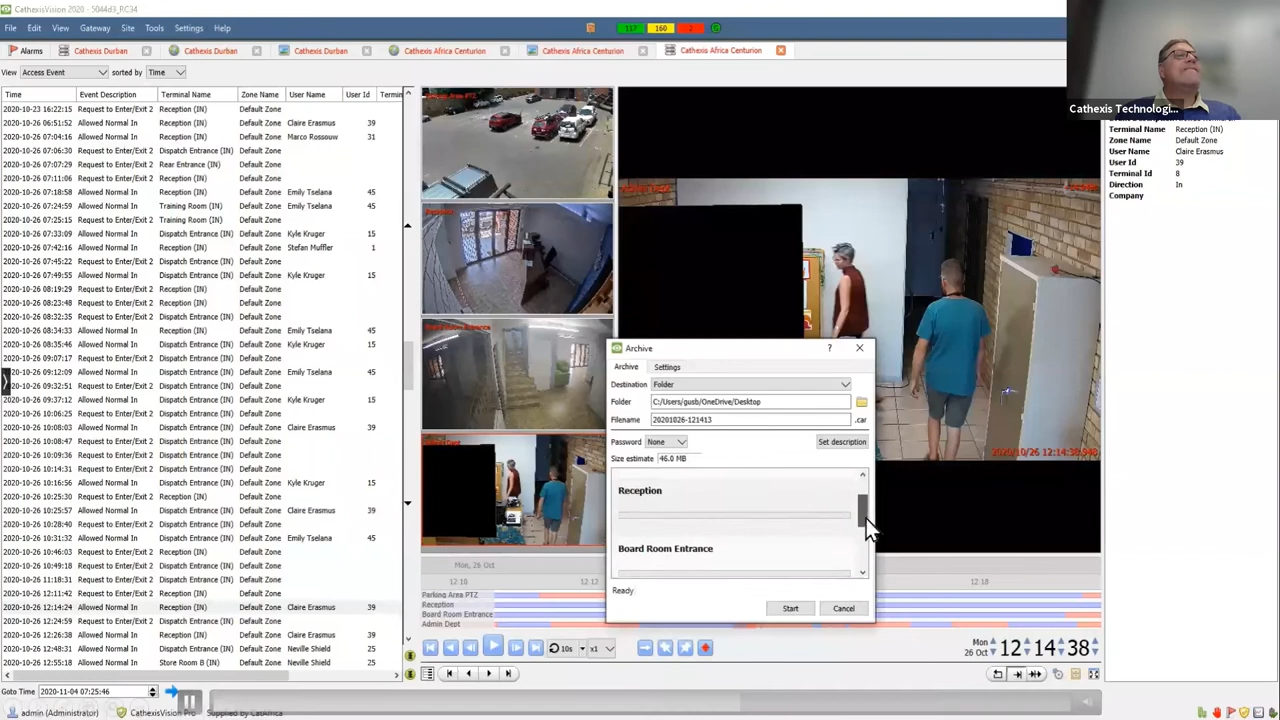 CathexisVision 2020 - 5044d3_RC34
File Edit View Gateway Site Tools Settings Help
117 160 2
Alarms Cathexis Durban Cathexis Durban Cathexis Durban Cathexis Africa Centurion Cathexis Africa Centurion Cathexis Africa Centurion
View Access Event sorted by Time
Cathexis Technologi...
Time Event Description Terminal Name Zone Name User Name User Id Termin
2020-10-23 16:22:15 Request to Enter/Exit 2 Reception (IN) Default Zone
2020-10-26 06:51:52 Allowed Normal In Reception (IN) Default Zone Claire Erasmus 39
2020-10-26 07:04:16 Allowed Normal In Reception (IN) Default Zone Marco Rossouw 31
2020-10-26 07:06:30 Request to Enter/Exit 2 Dispatch Entrance (IN) Default Zone
2020-10-26 07:07:29 Request to Enter/Exit 2 Rear Entrance (IN) Default Zone
2020-10-26 07:11:06 Request to Enter/Exit 2 Dispatch Entrance (IN) Default Zone
2020-10-26 07:18:58 Allowed Normal In Reception (IN) Default Zone Emily Tselana 45
2020-10-26 07:24:59 Allowed Normal In Training Room (IN) Default Zone Emily Tselana 45
2020-10-26 07:25:15 Request to Enter/Exit 2 Training Room (IN) Default Zone
2020-10-26 07:33:09 Allowed Normal In Dispatch Entrance (IN) Default Zone Kyle Kruger 15
2020-10-26 07:42:16 Allowed Normal In Reception (IN) Default Zone Stefan Muffler 1
2020-10-26 07:45:22 Request to Enter/Exit 2 Dispatch Entrance (IN) Default Zone
2020-10-26 07:49:55 Allowed Normal In Dispatch Entrance (IN) Default Zone Kyle Kruger 15
2020-10-26 08:19:29 Request to Enter/Exit 2 Reception (IN) Default Zone
2020-10-26 08:23:48 Request to Enter/Exit 2 Reception (IN) Default Zone
2020-10-26 08:32:35 Request to Enter/Exit 2 Dispatch Entrance (IN) Default Zone
2020-10-26 08:34:33 Allowed Normal In Reception (IN) Default Zone Emily Tselana 45
2020-10-26 08:35:46 Allowed Normal In Dispatch Entrance (IN) Default Zone Kyle Kruger 15
2020-10-26 09:07:17 Request to Enter/Exit 2 Dispatch Entrance (IN) Default Zone
2020-10-26 09:12:09 Allowed Normal In Dispatch Entrance (IN) Default Zone Emily Tselana 45
2020-10-26 09:32:51 Request to Enter/Exit 2 Dispatch Entrance (IN) Default Zone
2020-10-26 09:37:12 Allowed Normal In Dispatch Entrance (IN) Default Zone Kyle Kruger 15
2020-10-26 10:06:25 Request to Enter/Exit 2 Reception (IN) Default Zone
2020-10-26 10:08:03 Allowed Normal In Reception (IN) Default Zone Claire Erasmus 39
2020-10-26 10:08:47 Request to Enter/Exit 2 Dispatch Entrance (IN) Default Zone
2020-10-26 10:09:36 Request to Enter/Exit 2 Dispatch Entrance (IN) Default Zone
2020-10-26 10:14:31 Request to Enter/Exit 2 Dispatch Entrance (IN) Default Zone
2020-10-26 10:16:56 Allowed Normal In Dispatch Entrance (IN) Default Zone Kyle Kruger 15
2020-10-26 10:25:30 Request to Enter/Exit 2 Reception (IN) Default Zone
2020-10-26 10:25:57 Allowed Normal In Dispatch Entrance (IN) Default Zone Claire Erasmus 39
2020-10-26 10:28:40 Request to Enter/Exit 2 Dispatch Entrance (IN) Default Zone
2020-10-26 10:31:32 Allowed Normal In Dispatch Entrance (IN) Default Zone Emily Tselana 45
2020-10-26 10:46:03 Request to Enter/Exit 2 Reception (IN) Default Zone
2020-10-26 10:49:18 Request to Enter/Exit 2 Dispatch Entrance (IN) Default Zone
2020-10-26 11:18:31 Request to Enter/Exit 2 Dispatch Entrance (IN) Default Zone
2020-10-26 12:11:42 Request to Enter/Exit 2 Reception (IN) Default Zone
2020-10-26 12:14:24 Allowed Normal In Reception (IN) Default Zone Claire Erasmus 39
2020-10-26 12:24:59 Request to Enter/Exit 2 Dispatch Entrance (IN) Default Zone
2020-10-26 12:26:38 Allowed Normal In Reception (IN) Default Zone Claire Erasmus 39
2020-10-26 12:48:31 Allowed Normal In Dispatch Entrance (IN) Default Zone Neville Shield 25
2020-10-26 12:55:18 Allowed Normal In Store Room B (IN) Default Zone Neville Shield 25
Goto Time 2020-11-04 07:25:46
admin (Administrator) CathexisVision Pro Supplied by CatAfrica
2020/10/26 12:14:38.948
Archive
Archive Settings
Destination Folder
Folder C:/Users/gusb/OneDrive/Desktop
Filename 20201026-121413 .car
Password None Set description
Size estimate 46.0 MB
Reception
Board Room Entrance
Ready
Start Cancel
Mon, 26 Oct
12:10 12:12 12:18
Parking Area PTZ
Reception
Board Room Entrance
Admin Dept
10s x1
Mon 26 Oct 12 14 38
Terminal Name Reception (IN)
Zone Name Default Zone
User Name Claire Erasmus
User Id 39
Terminal Id 8
Direction In
Company